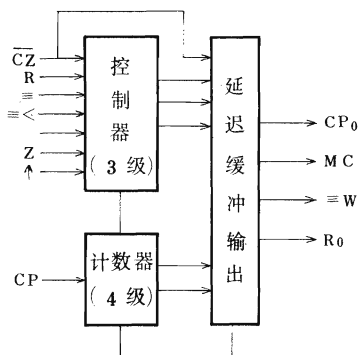 C̅Z̅
R
≡
≡<
Z
↑
控制器
(3级)
CP
计数器
(4级)
延迟缓冲输出
CP₀
MC
≡W
R₀